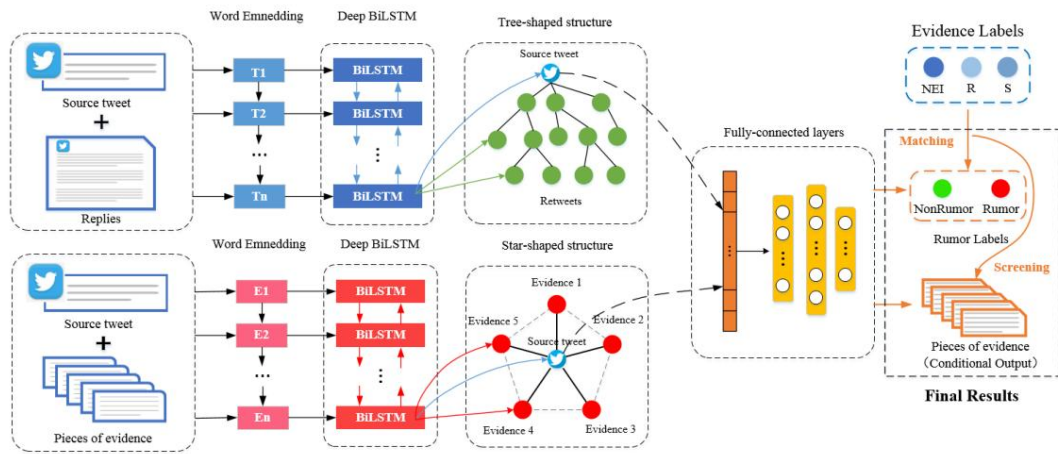 Word Emnedding
Deep BiLSTM
Tree-shaped structure
Source tweet
+
Replies
T1
T2
...
Tn
BiLSTM
BiLSTM
...
BiLSTM
Source tweet
Retweets
Word Emnedding
Deep BiLSTM
Star-shaped structure
Source tweet
+
Pieces of evidence
E1
E2
...
En
BiLSTM
BiLSTM
...
BiLSTM
Evidence 1
Evidence 5
Evidence 2
Source tweet
Evidence 4
Evidence 3
Fully-connected layers
...
...
...
...
Evidence Labels
NEI
R
S
Matching
NonRumor
Rumor
Rumor Labels
Screening
Pieces of evidence
（Conditional Output）
Final Results